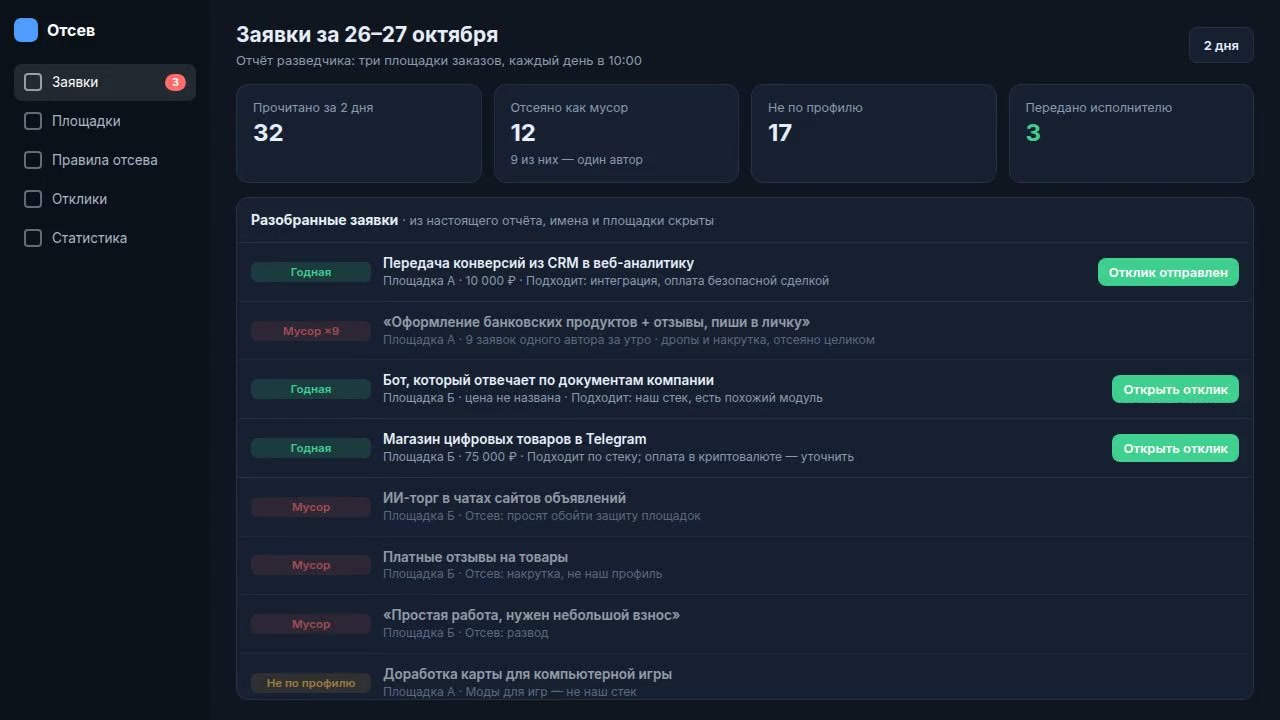 Отсев
Заявки
3
Площадки
Правила отсева
Отклики
Статистика
Заявки за 26–27 октября
Отчёт разведчика: три площадки заказов, каждый день в 10:00
2 дня
Прочитано за 2 дня
32
Отсеяно как мусор
12
9 из них — один автор
Не по профилю
17
Передано исполнителю
3
Разобранные заявки · из настоящего отчёта, имена и площадки скрыты
Годная
Передача конверсий из CRM в веб-аналитику
Площадка А · 10 000 ₽ · Подходит: интеграция, оплата безопасной сделкой
Отклик отправлен
Мусор ×9
«Оформление банковских продуктов + отзывы, пиши в личку»
Площадка А · 9 заявок одного автора за утро · дропы и накрутка, отсеяно целиком
Годная
Бот, который отвечает по документам компании
Площадка Б · цена не названа · Подходит: наш стек, есть похожий модуль
Открыть отклик
Годная
Магазин цифровых товаров в Telegram
Площадка Б · 75 000 ₽ · Подходит по стеку; оплата в криптовалюте — уточнить
Открыть отклик
Мусор
ИИ-торг в чатах сайтов объявлений
Площадка Б · Отсев: просят обойти защиту площадок
Мусор
Платные отзывы на товары
Площадка Б · Отсев: накрутка, не наш профиль
Мусор
«Простая работа, нужен небольшой взнос»
Площадка Б · Отсев: развод
Не по профилю
Доработка карты для компьютерной игры
Площадка А · Моды для игр — не наш стек